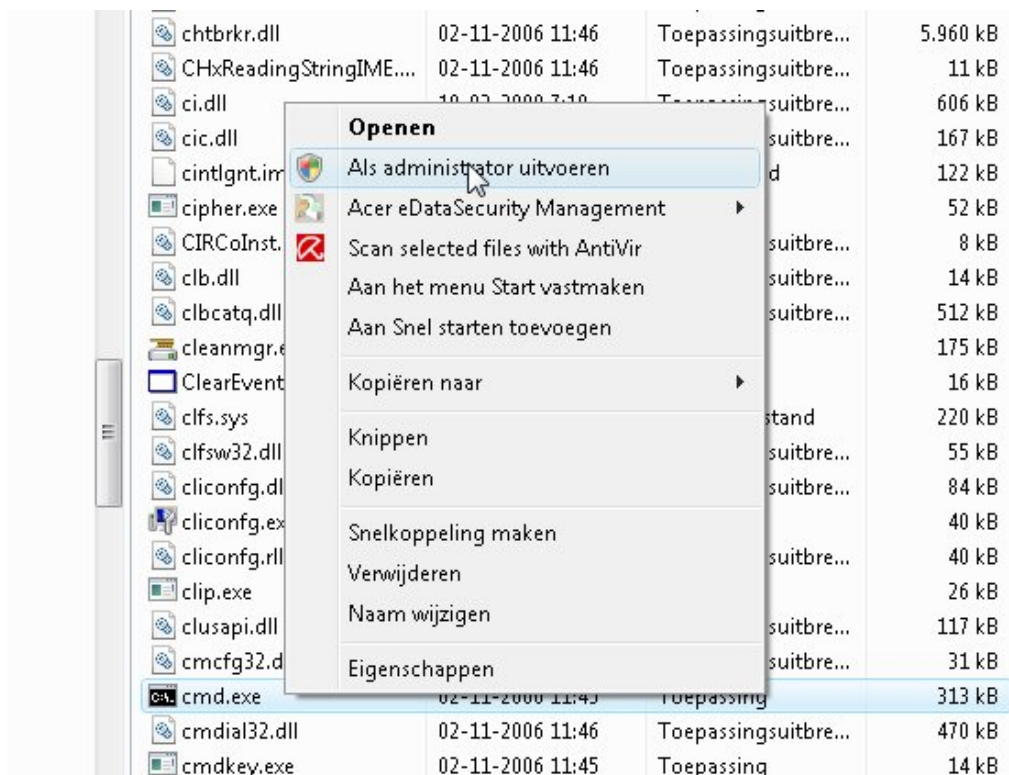 chtbrkr.dll 02-11-2006 11:46 Toepassingsuitbre... 5.960 kB
CHxReadingStringIME.... 02-11-2006 11:46 Toepassingsuitbre... 11 kB
ci.dll 606 kB
Openen
cic.dll suitbre... 167 kB
Als administrator uitvoeren
cintlgnt.im d 122 kB
cipher.exe 52 kB
Acer eDataSecurity Management
CIRCoInst. suitbre... 8 kB
Scan selected files with AntiVir
clb.dll suitbre... 14 kB
Aan het menu Start vastmaken
clbcatq.dll suitbre... 512 kB
Aan Snel starten toevoegen
cleanmgr.e 175 kB
ClearEvent 16 kB
Kopiëren naar
clfs.sys stand 220 kB
Knippen
clfsw32.dll suitbre... 55 kB
Kopiëren
cliconfg.dl suitbre... 84 kB
cliconfg.ex 40 kB
Snelkoppeling maken
cliconfg.rll suitbre... 40 kB
Verwijderen
clip.exe 26 kB
Naam wijzigen
clusapi.dll suitbre... 117 kB
cmcfg32.d suitbre... 31 kB
Eigenschappen
cmd.exe 02-11-2006 11:45 Toepassing 313 kB
cmdial32.dll 02-11-2006 11:46 Toepassingsuitbre... 470 kB
cmdkey.exe 02-11-2006 11:45 Toepassing 14 kB